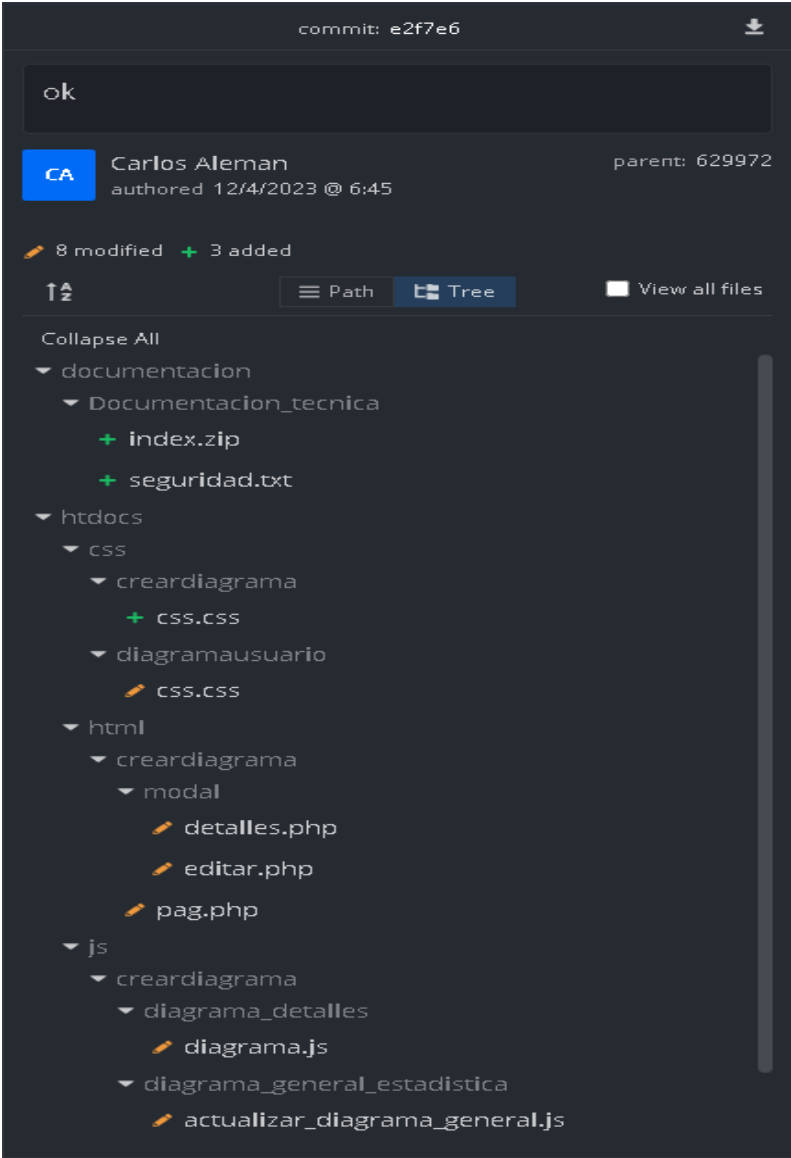 commit: e2f7e6
ok
CA Carlos Aleman parent: 629972
authored 12/4/2023 @ 6:45
8 modified + 3 added
Path Tree View all files
Collapse All
documentacion
Documentacion_tecnica
+ index.zip
+ seguridad.txt
htdocs
css
creardiagrama
+ css.css
diagramausuario
css.css
html
creardiagrama
modal
detalles.php
editar.php
pag.php
js
creardiagrama
diagrama_detalles
diagrama.js
diagrama_general_estadistica
actualizar_diagrama_general.js